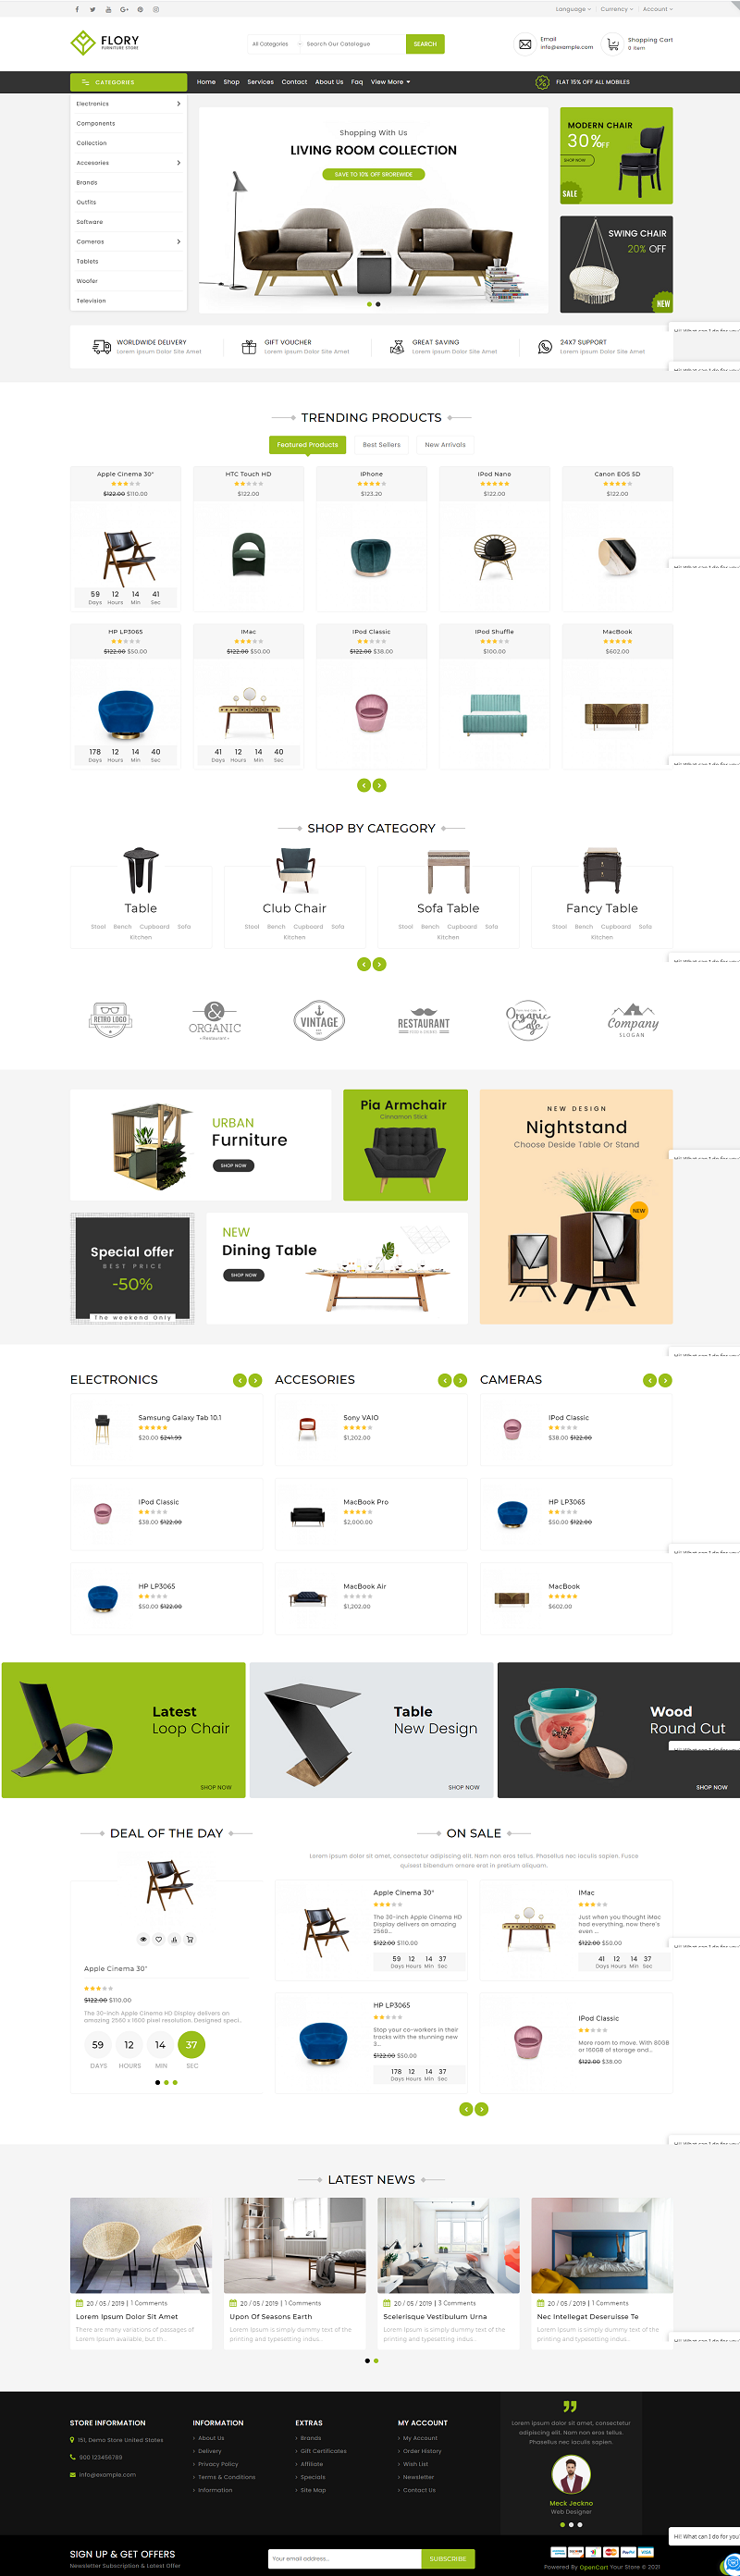 Language Currency Account
FLORY
FURNITURE STORE
All Categories Search Our Catalogue SEARCH
Email
info@example.com
Shopping Cart
0 item
CATEGORIES
Home Shop Services Contact About Us Faq View More
FLAT 15% OFF ALL MOBILES
Electronics
Components
Collection
Accesories
Brands
Outfits
Software
Cameras
Tablets
Woofer
Television
Shopping With Us
LIVING ROOM COLLECTION
MODERN CHAIR
30% OFF
SHOP NOW
SALE
SWING CHAIR
20% OFF
NEW
WORLDWIDE DELIVERY
Lorem Ipsum Dolor Site Amet
GIFT VOUCHER
Lorem Ipsum Dolor Site Amet
GREAT SAVING
Lorem Ipsum Dolor Site Amet
24X7 SUPPORT
Lorem Ipsum Dolor Site Amet
TRENDING PRODUCTS
Featured Products Best Sellers New Arrivals
Apple Cinema 30"
$122.00 $110.00
59 12 14 41
Days Hours Min Sec
HTC Touch HD
$122.00
IPhone
$123.20
IPod Nano
$122.00
Canon EOS 5D
$122.00
HP LP3065
$122.00 $50.00
178 12 14 40
Days Hours Min Sec
IMac
$122.00 $50.00
41 12 14 40
Days Hours Min Sec
IPod Classic
$122.00 $38.00
IPod Shuffle
$100.00
MacBook
$602.00
SHOP BY CATEGORY
Table
Stool Bench Cupboard Sofa
Kitchen
Club Chair
Stool Bench Cupboard Sofa
Kitchen
Sofa Table
Stool Bench Cupboard Sofa
Kitchen
Fancy Table
Stool Bench Cupboard Sofa
Kitchen
RETRO LOGO
&
ORGANIC
• Restaurant •
VINTAGE
RESTAURANT
Organic
Cafe
Company
SLOGAN
URBAN
Furniture
SHOP NOW
Pia Armchair
Cinnamon Stick
NEW DESIGN
Nightstand
Choose Deside Table Or Stand
NEW
Special offer
BEST PRICE
-50%
The weekend Only
NEW
Dining Table
SHOP NOW
ELECTRONICS
Samsung Galaxy Tab 10.1
$20.00 $241.99
IPod Classic
$38.00 $122.00
HP LP3065
$50.00 $122.00
ACCESORIES
Sony VAIO
$1,202.00
MacBook Pro
$2,000.00
MacBook Air
$1,202.00
CAMERAS
IPod Classic
$38.00 $122.00
HP LP3065
$50.00 $122.00
MacBook
$602.00
Latest
Loop Chair
SHOP NOW
Table
New Design
SHOP NOW
Wood
Round Cut
SHOP NOW
DEAL OF THE DAY
Apple Cinema 30"
$122.00 $110.00
The 30-inch Apple Cinema HD Display delivers an
amazing 2560 x 1600 pixel resolution. Designed speci..
59 12 14 37
DAYS HOURS MIN SEC
ON SALE
Lorem ipsum dolor sit amet, consectetur adipiscing elit. Nam non eros tellus. Phasellus nec iaculis sapien. Fusce
quisest bibendum ornare erat in pretium aliquam.
Apple Cinema 30"
The 30-inch Apple Cinema HD
Display delivers an amazing
2560...
$122.00 $110.00
59 12 14 37
Days Hours Min Sec
IMac
Just when you thought iMac
had everything, now there's
even ...
$122.00 $50.00
41 12 14 37
Days Hours Min Sec
HP LP3065
Stop your co-workers in their
tracks with the stunning new
3...
$122.00 $50.00
178 12 14 37
Days Hours Min Sec
IPod Classic
More room to move. With 80GB
or 160GB of storage and...
$122.00 $38.00
LATEST NEWS
20 / 05 / 2019 | 1 Comments
Lorem Ipsum Dolor Sit Amet
There are many variations of passages of
Lorem Ipsum available, but th..
20 / 05 / 2019 | 1 Comments
Upon Of Seasons Earth
Lorem Ipsum is simply dummy text of the
printing and typesetting indus..
20 / 05 / 2019 | 3 Comments
Scelerisque Vestibulum Urna
Lorem Ipsum is simply dummy text of the
printing and typesetting indus..
20 / 05 / 2019 | 1 Comments
Nec Intellegat Deseruisse Te
Lorem Ipsum is simply dummy text of the
printing and typesetting indus..
STORE INFORMATION
151, Demo Store United States
900 123456789
info@example.com
INFORMATION
About Us
Delivery
Privacy Policy
Terms & Conditions
Information
EXTRAS
Brands
Gift Certificates
Affiliate
Specials
Site Map
MY ACCOUNT
My Account
Order History
Wish List
Newsletter
Contact Us
Lorem ipsum dolor sit amet, consectetur
adipiscing elit. Nam non eros tellus.
Phasellus nec iaculis sapien.
Meck Jeckno
Web Designer
Hi! What can I do for you?
SIGN UP & GET OFFERS
Newsletter Subscription & Latest Offer
Your email address... SUBSCRIBE
Powered By OpenCart Your Store © 2021